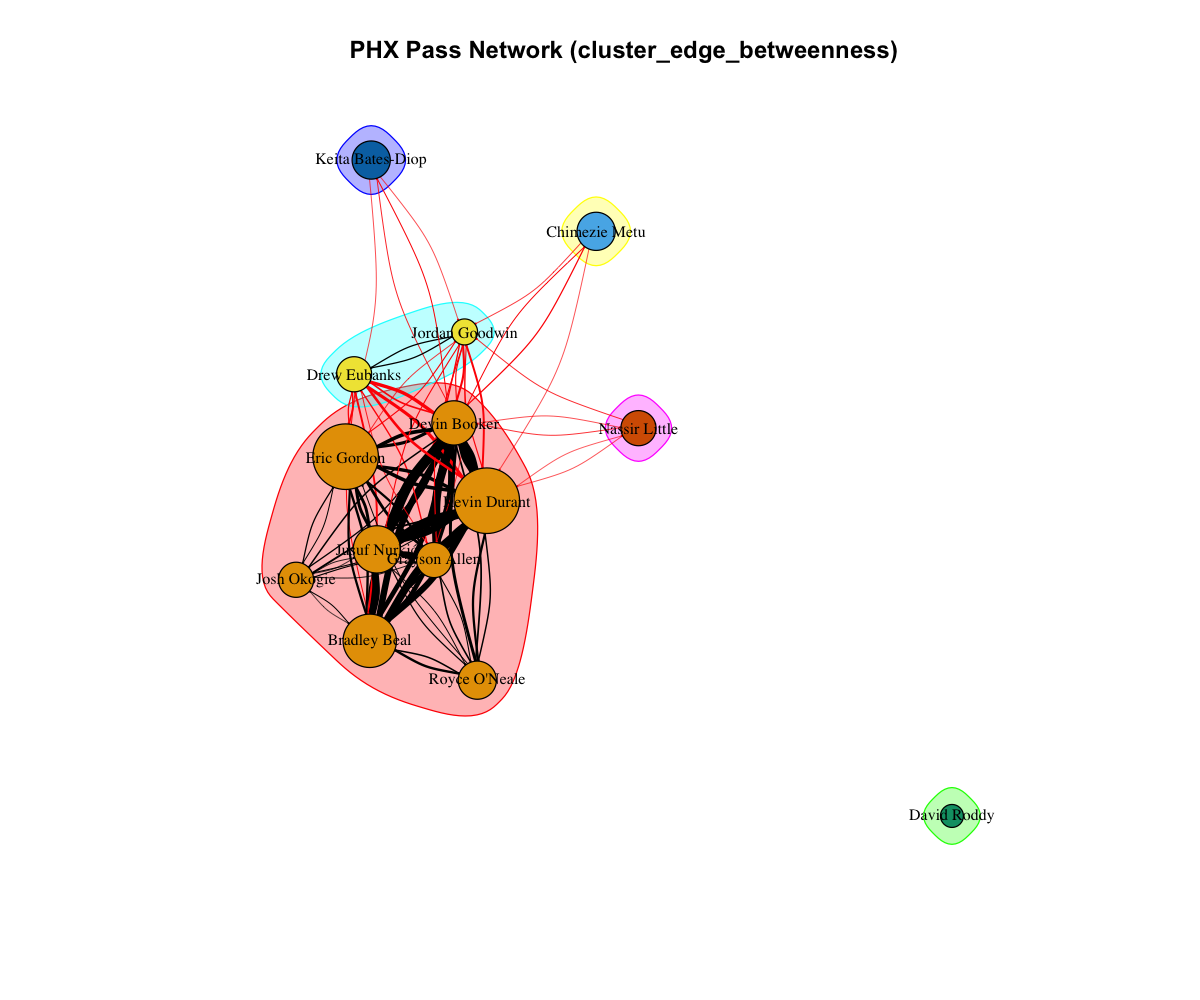 PHX Pass Network (cluster_edge_betweenness)
Keita Bates-Diop
Chimezie Metu
Jordan Goodwin
Drew Eubanks
Devin Booker
Nassir Little
Eric Gordon
Kevin Durant
Jusuf Nurkic
Grayson Allen
Josh Okogie
Bradley Beal
Royce O'Neale
David Roddy